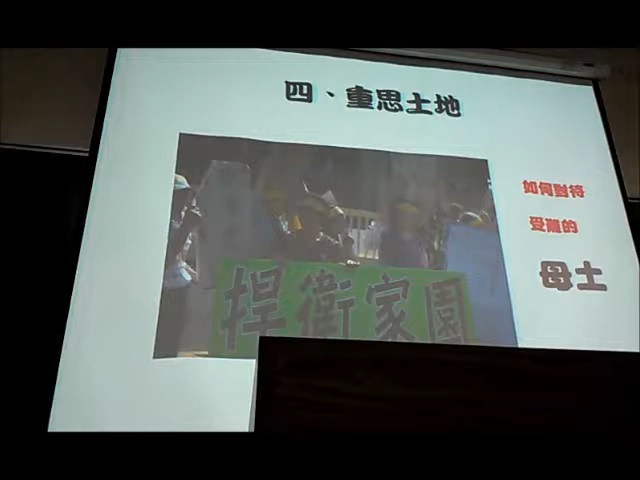 四、重思土地
如何對待
受難的
母土
捍衛家園